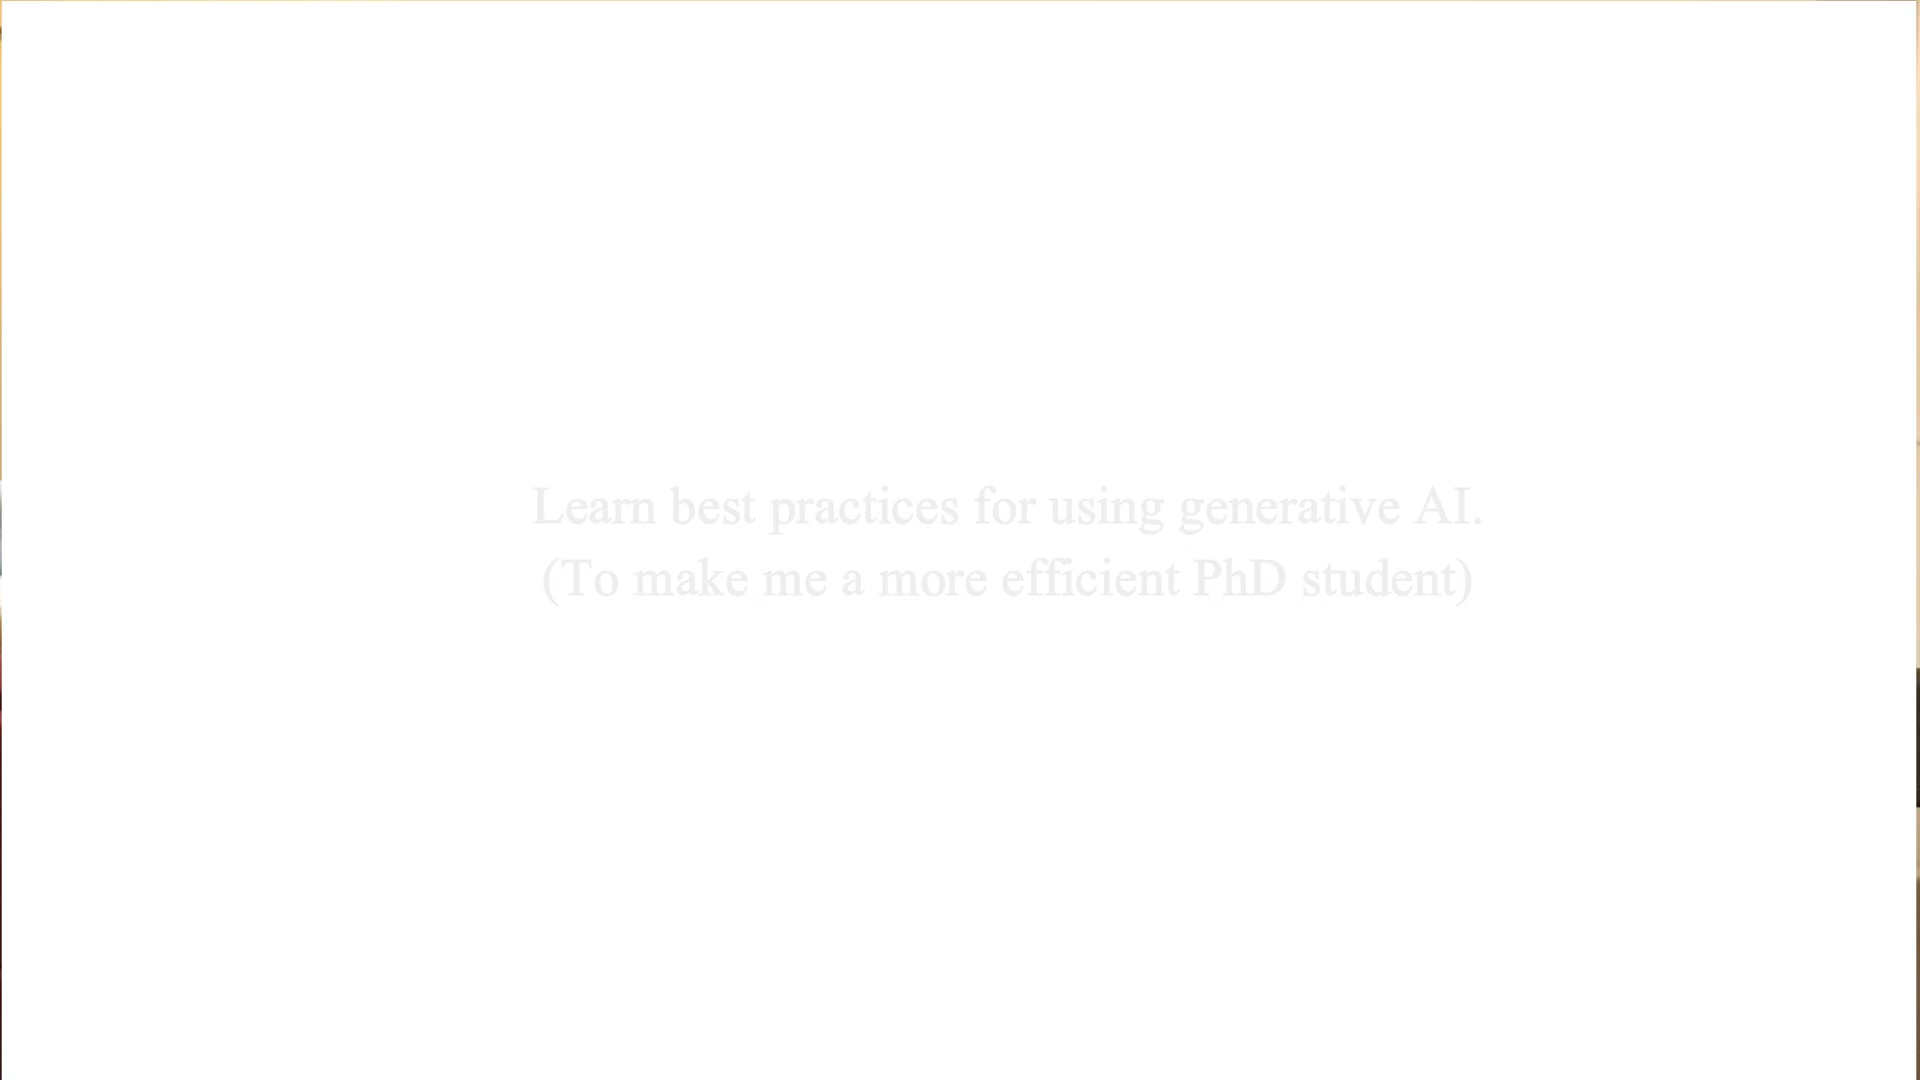 Learn best practices for using generative AI.
(To make me a more efficient PhD student)